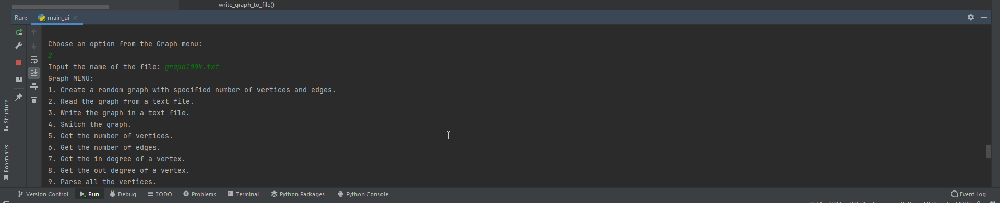 write_graph_to_file()
Run: main_ui
Choose an option from the Graph menu:
2
Input the name of the file: graph100k.txt
Graph MENU:
1. Create a random graph with specified number of vertices and edges.
2. Read the graph from a text file.
3. Write the graph in a text file.
4. Switch the graph.
5. Get the number of vertices.
6. Get the number of edges.
7. Get the in degree of a vertex.
8. Get the out degree of a vertex.
9. Parse all the vertices.
Structure
Bookmarks
Version Control Run Debug TODO Problems Terminal Python Packages Python Console Event Log